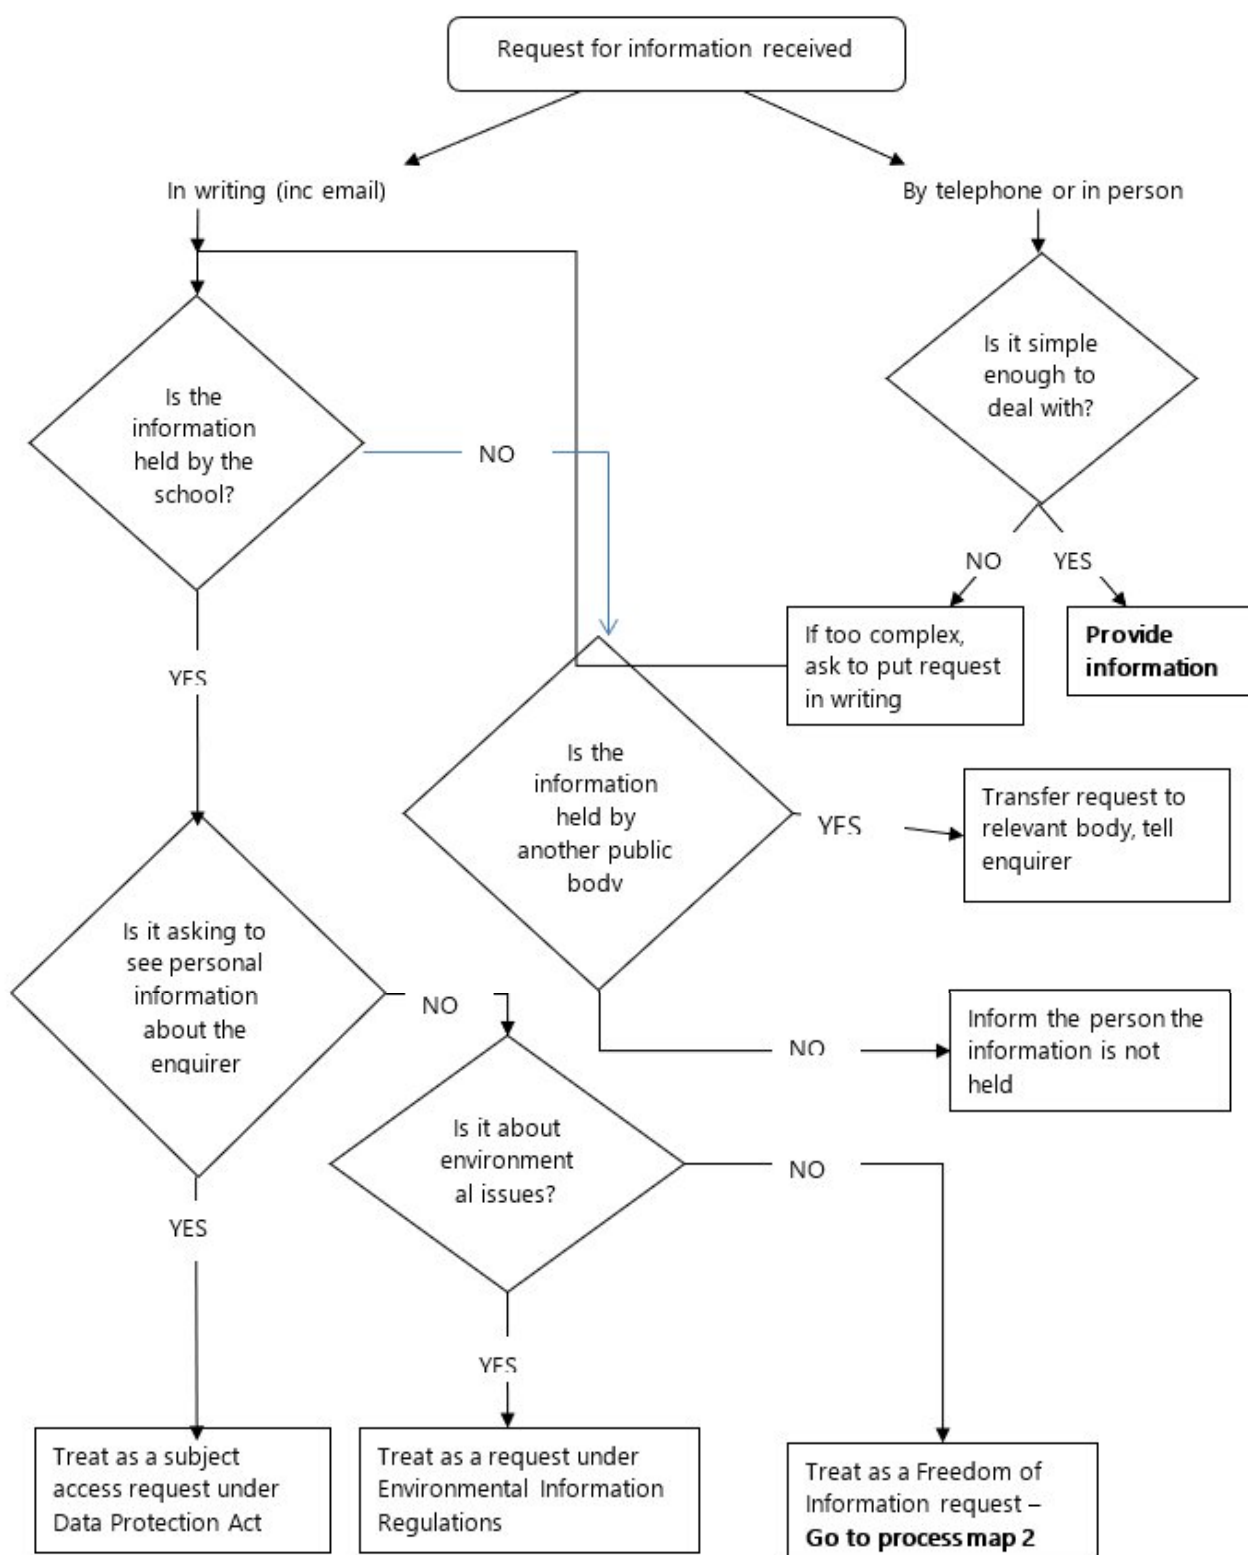 Request for information received
In writing (inc email)
By telephone or in person
Is it simple
enough to
deal with?
Is the
information
held by the
school?
NO
NO
YES
If too complex,
ask to put request
in writing
Provide
information
YES
Is the
information
held by
another public
body
YES
Transfer request to
relevant body, tell
enquirer
Is it asking to
see personal
information
about the
enquirer
NO
NO
Inform the person the
information is not
held
Is it about
environment
al issues?
NO
YES
YES
Treat as a subject
access request under
Data Protection Act
Treat as a request under
Environmental Information
Regulations
Treat as a Freedom of
Information request –
Go to process map 2